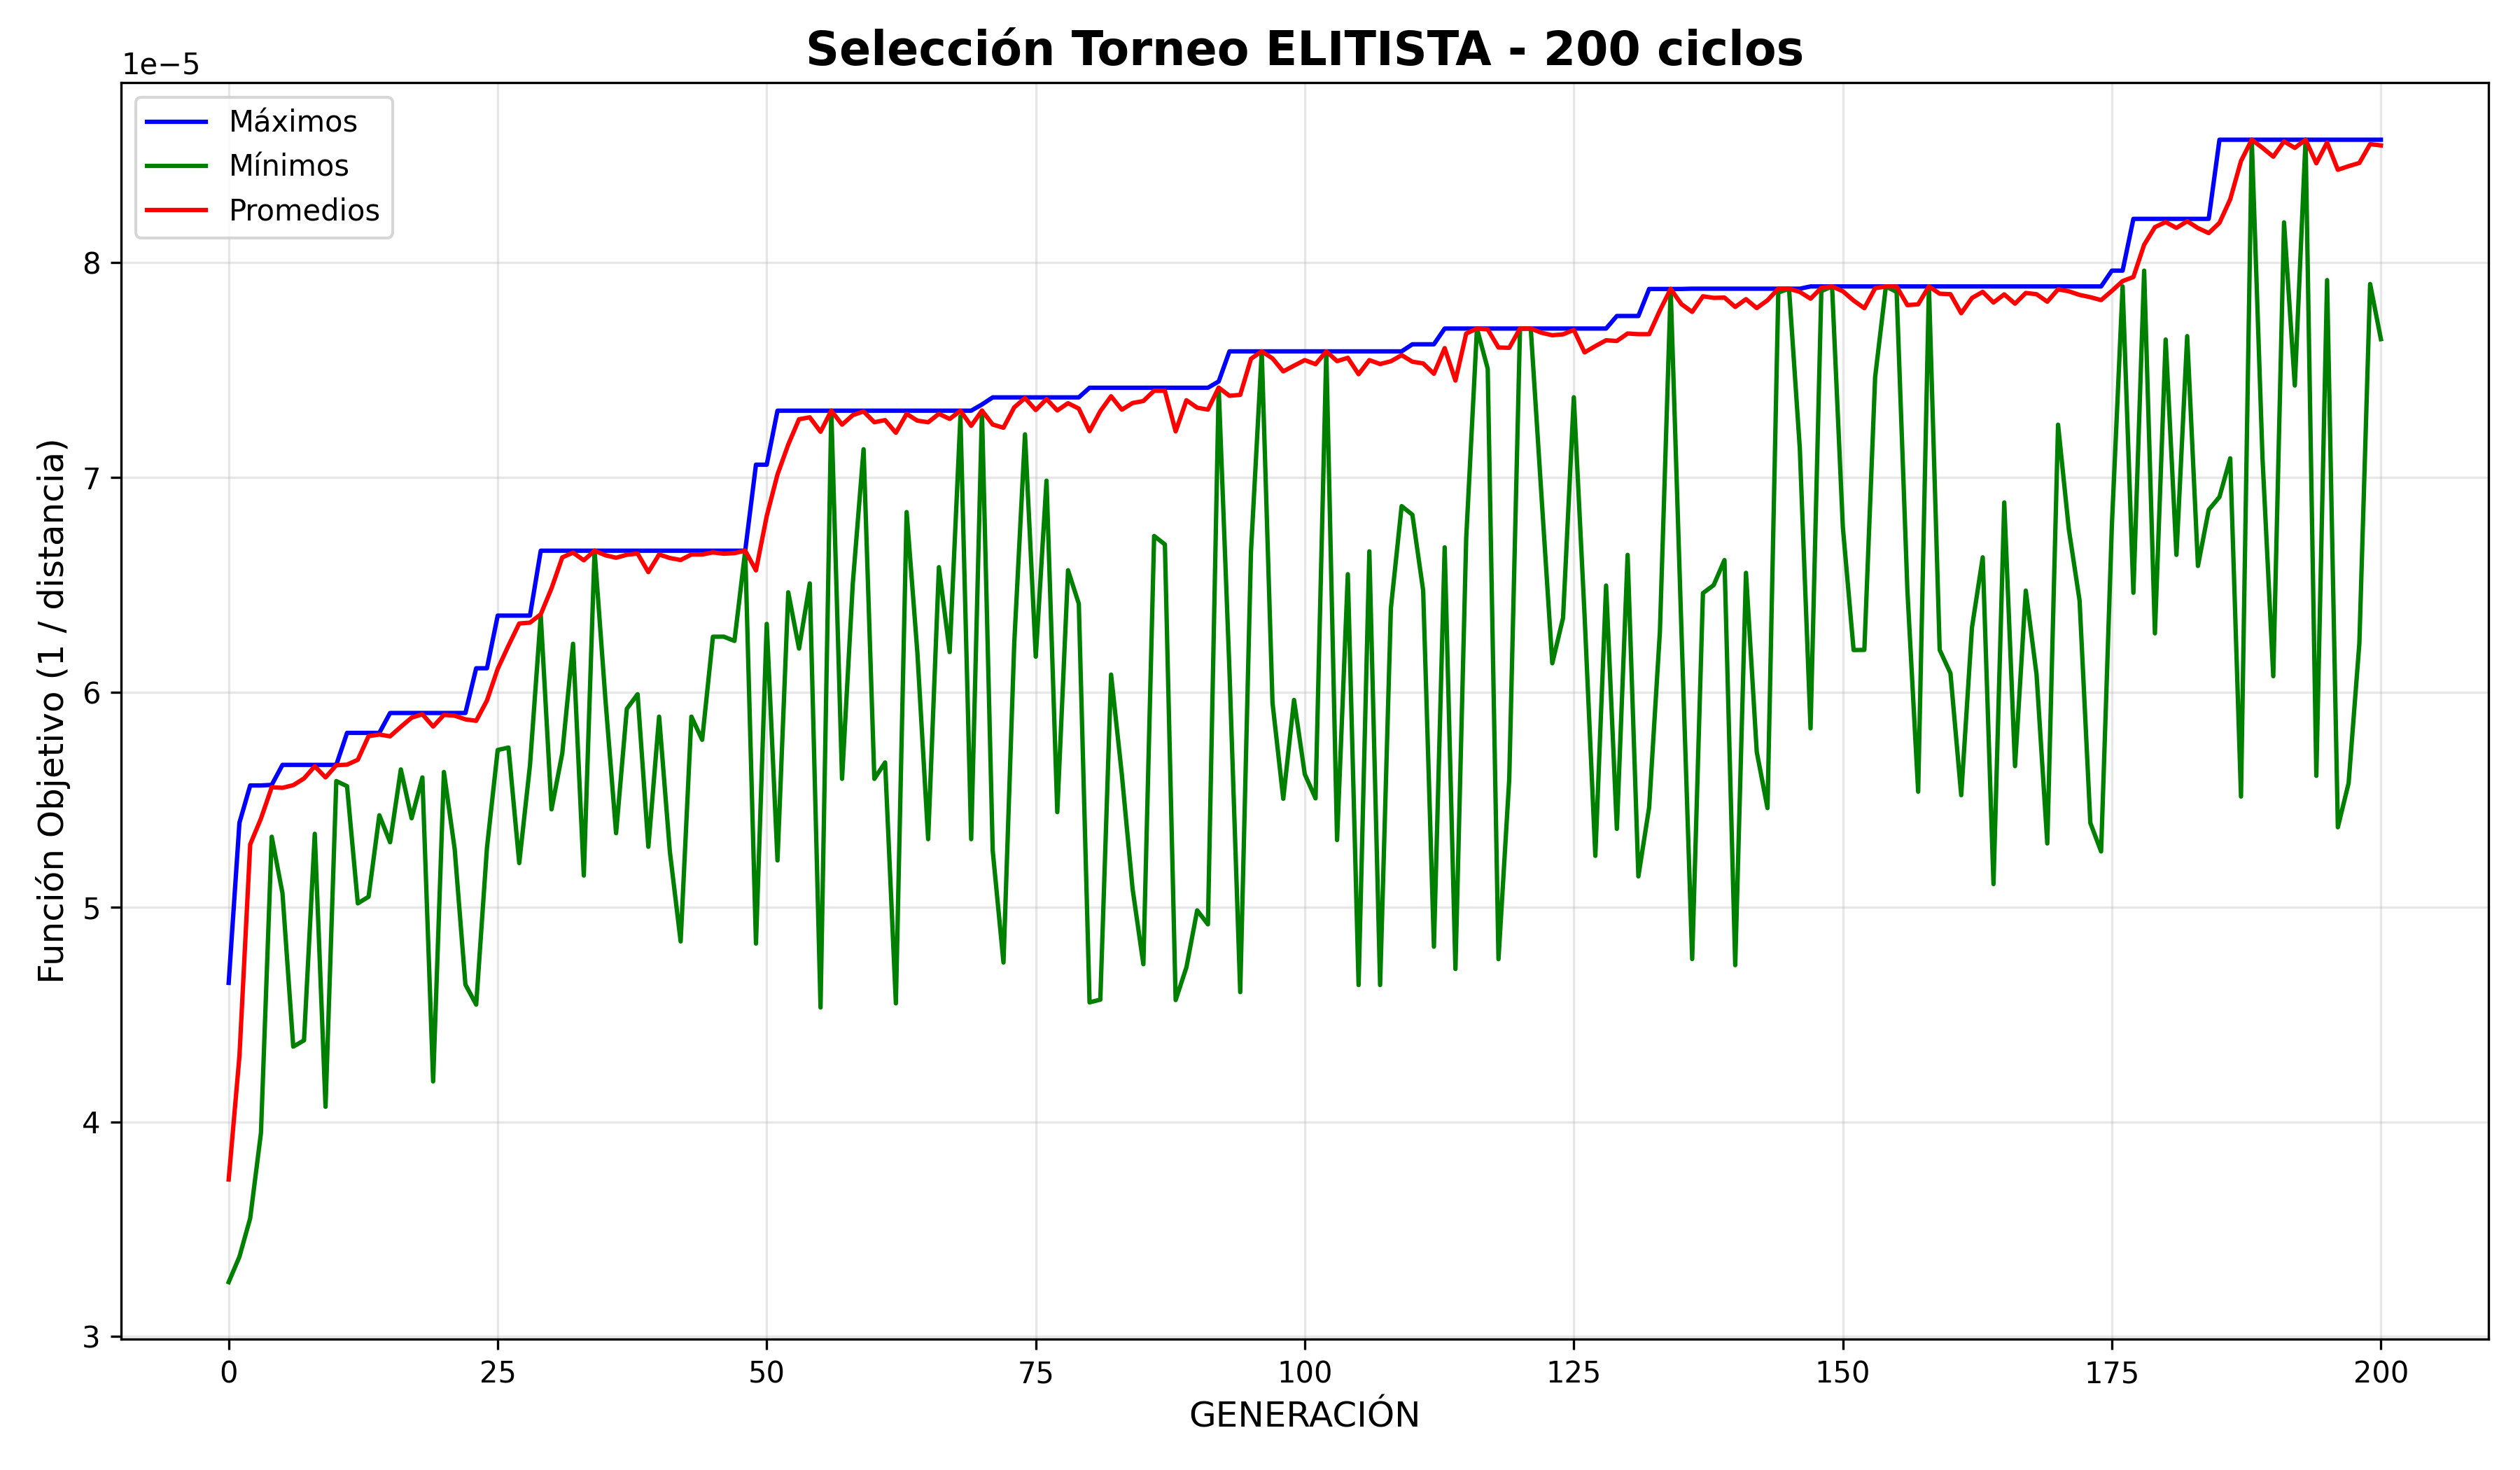 Selección Torneo ELITISTA - 200 ciclos
1e−5
Máximos
Mínimos
Promedios
Función Objetivo (1 / distancia)
8
7
6
5
4
3
0 25 50 75 100 125 150 175 200
GENERACIÓN